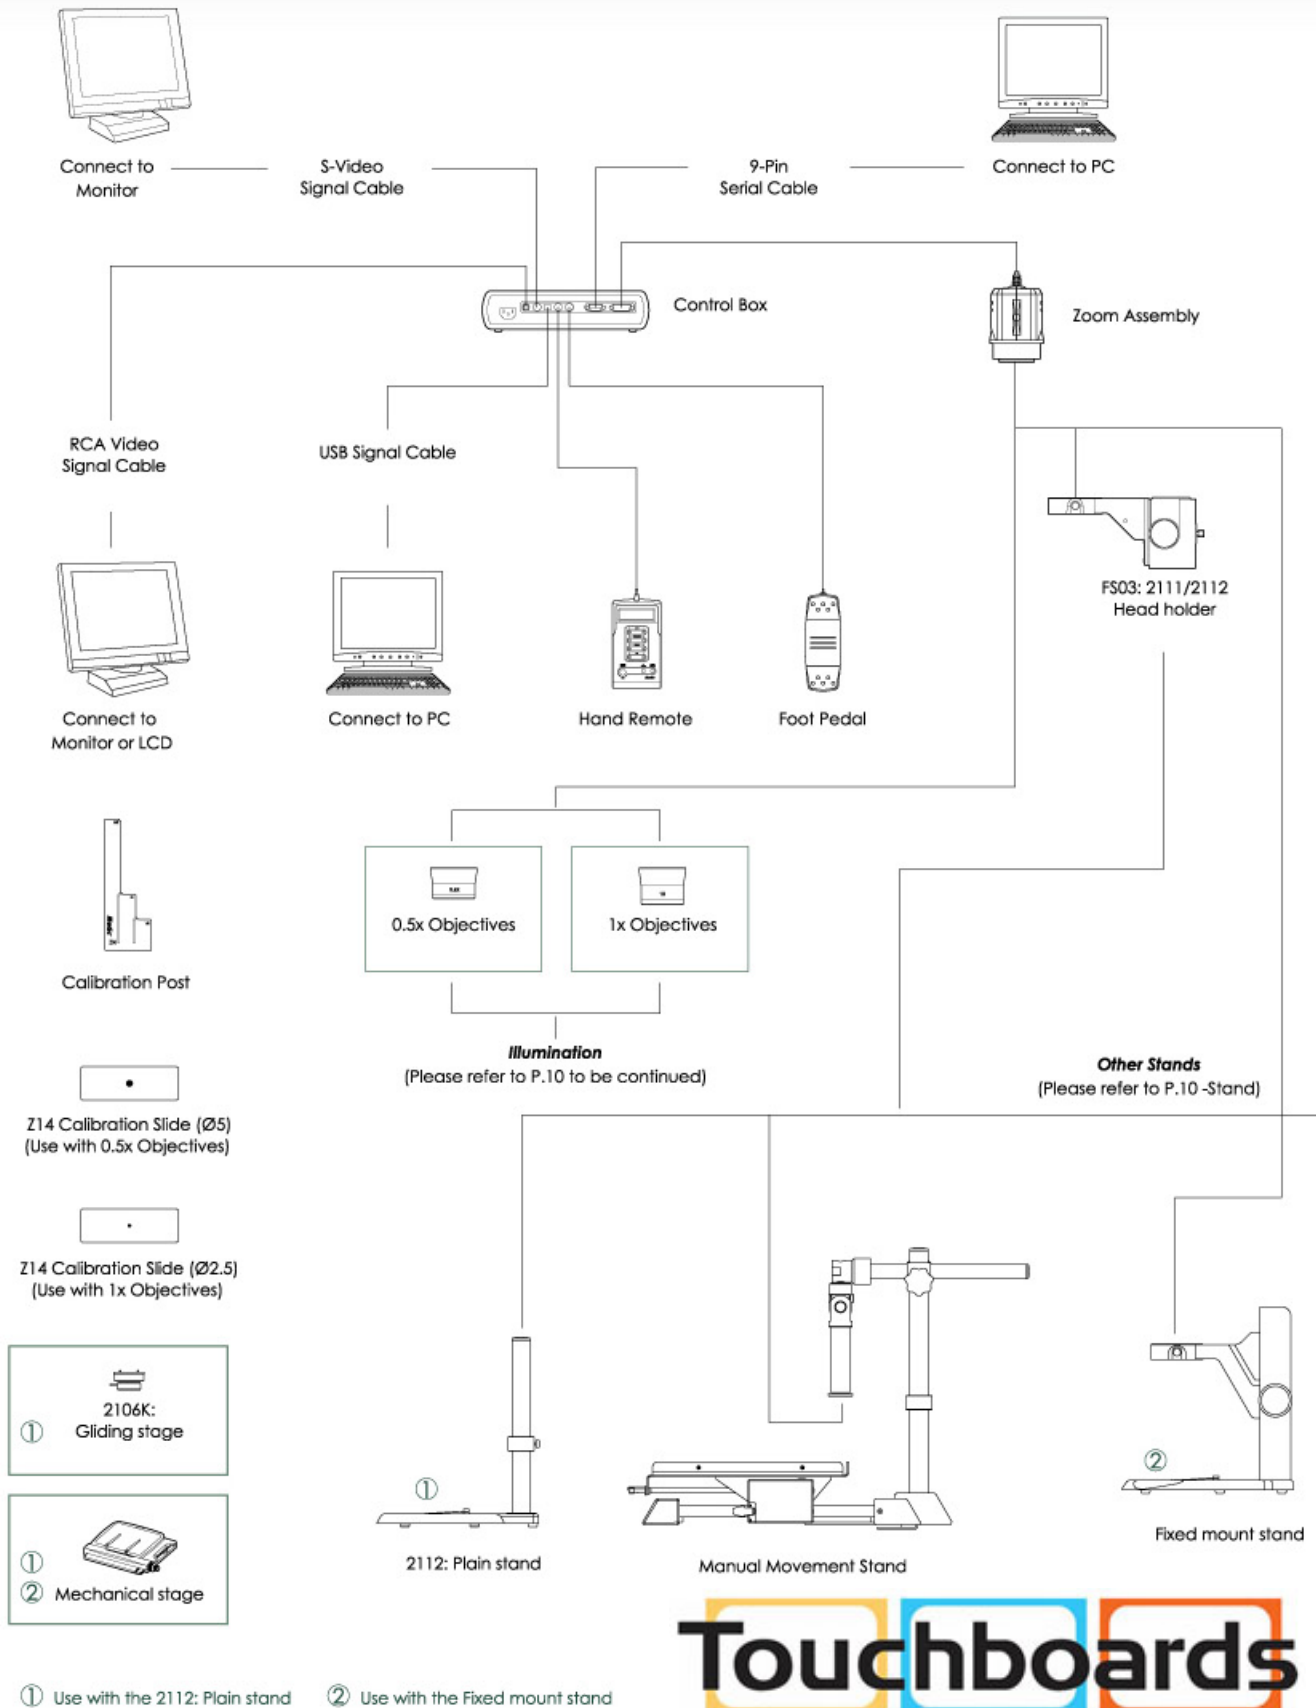 Connect to
Monitor
S-Video
Signal Cable
9-Pin
Serial Cable
Connect to PC
Control Box
Zoom Assembly
RCA Video
Signal Cable
USB Signal Cable
FS03: 2111/2112
Head holder
Connect to
Monitor or LCD
Connect to PC
Hand Remote
Foot Pedal
0.5x Objectives
1x Objectives
Calibration Post
Illumination
(Please refer to P.10 to be continued)
Other Stands
(Please refer to P.10 -Stand)
Z14 Calibration Slide (Ø5)
(Use with 0.5x Objectives)
Z14 Calibration Slide (Ø2.5)
(Use with 1x Objectives)
2106K:
① Gliding stage
①
② Mechanical stage
①
2112: Plain stand
Manual Movement Stand
②
Fixed mount stand
Touchboards
① Use with the 2112: Plain stand
② Use with the Fixed mount stand